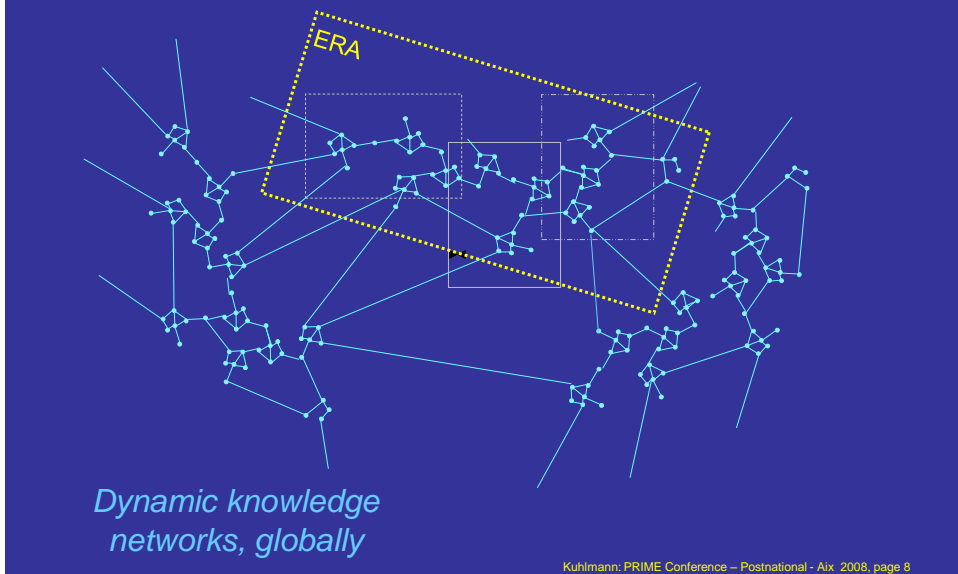 ERA
Dynamic knowledge
networks, globally
Kuhlmann: PRIME Conference – Postnational - Aix 2008, page 8